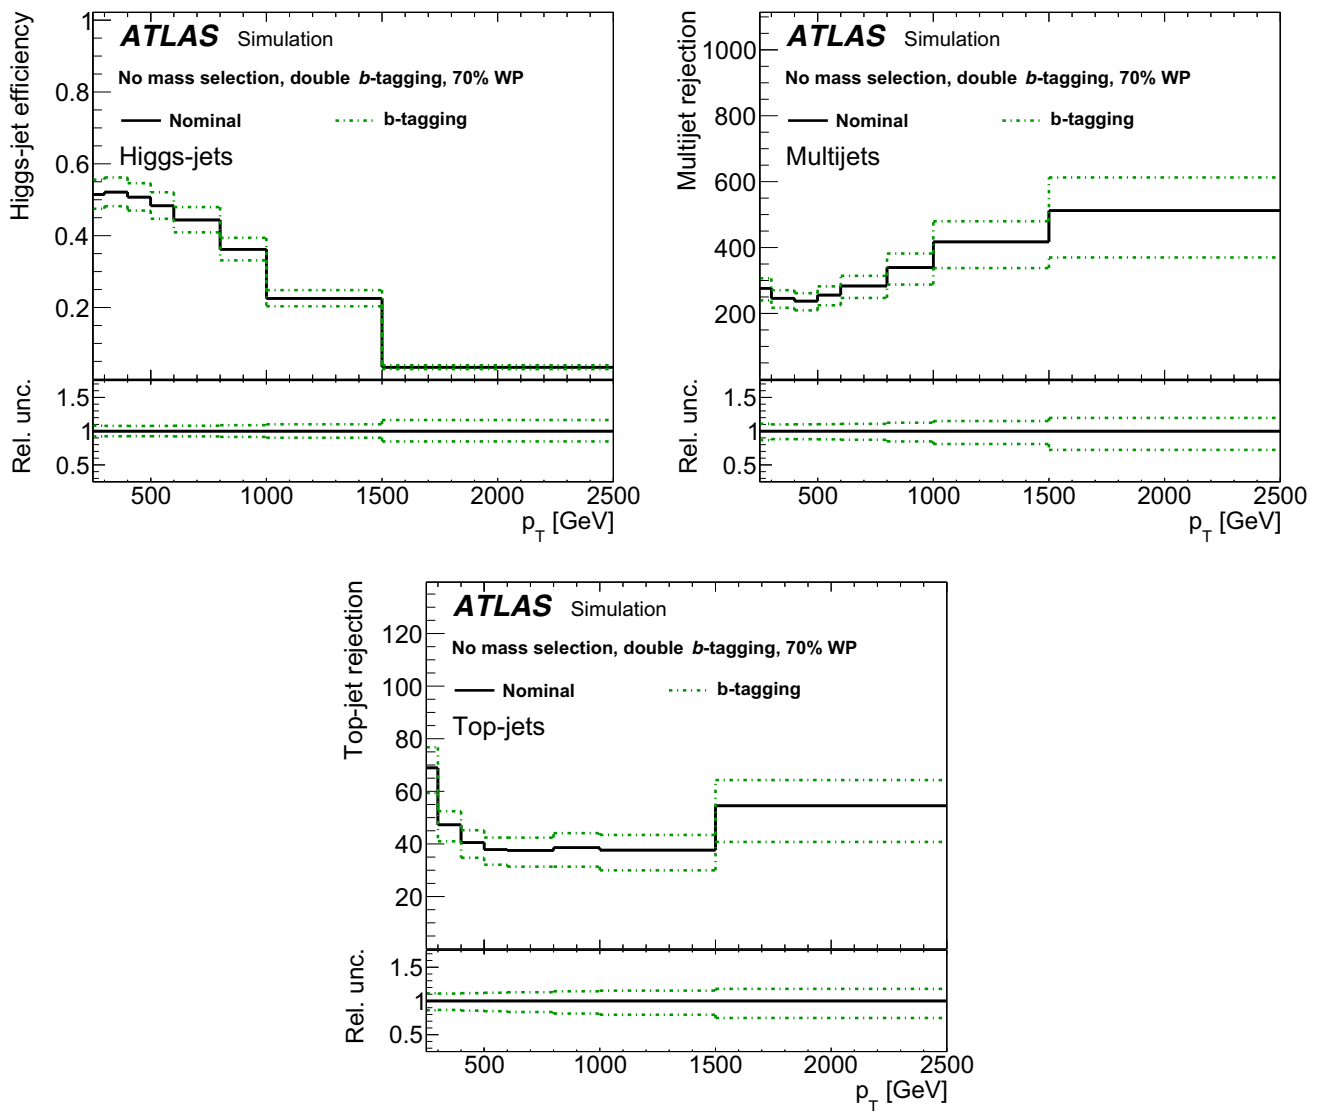 Higgs-jet efficiency
ATLAS Simulation
No mass selection, double b-tagging, 70% WP
Nominal
b-tagging
Higgs-jets
1
0.8
0.6
0.4
0.2
Rel. unc.
1.5
1
0.5
500 1000 1500 2000 2500
p_T [GeV]
Multijet rejection
ATLAS Simulation
No mass selection, double b-tagging, 70% WP
Nominal
b-tagging
Multijets
1000
800
600
400
200
Rel. unc.
1.5
1
0.5
500 1000 1500 2000 2500
p_T [GeV]
Top-jet rejection
ATLAS Simulation
No mass selection, double b-tagging, 70% WP
Nominal
b-tagging
Top-jets
120
100
80
60
40
20
Rel. unc.
1.5
1
0.5
500 1000 1500 2000 2500
p_T [GeV]